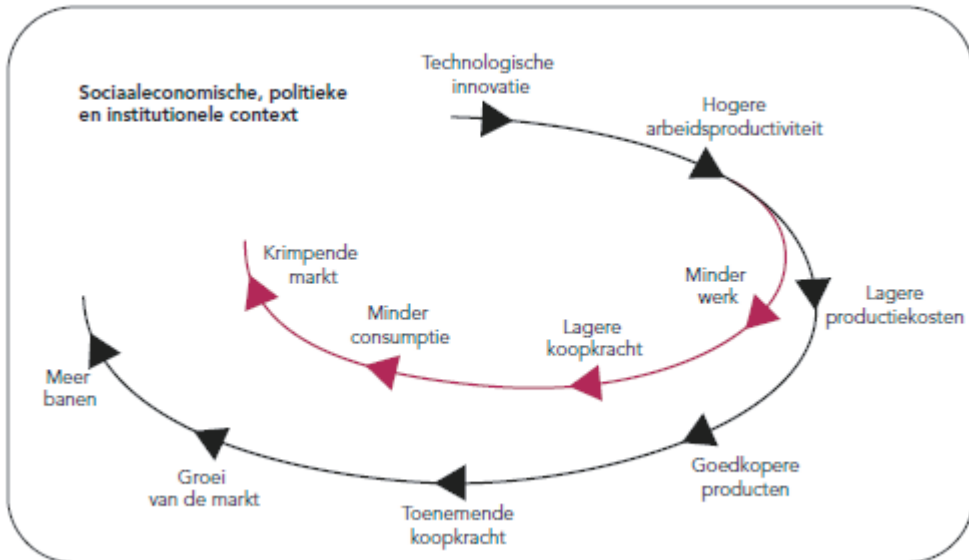 Sociaaleconomische, politieke
en institutionele context
Technologische
innovatie
Hogere
arbeidsproductiviteit
Lagere
productiekosten
Goedkopere
producten
Toenemende
koopkracht
Groei
van de markt
Meer
banen
Minder
werk
Lagere
koopkracht
Minder
consumptie
Krimpende
markt